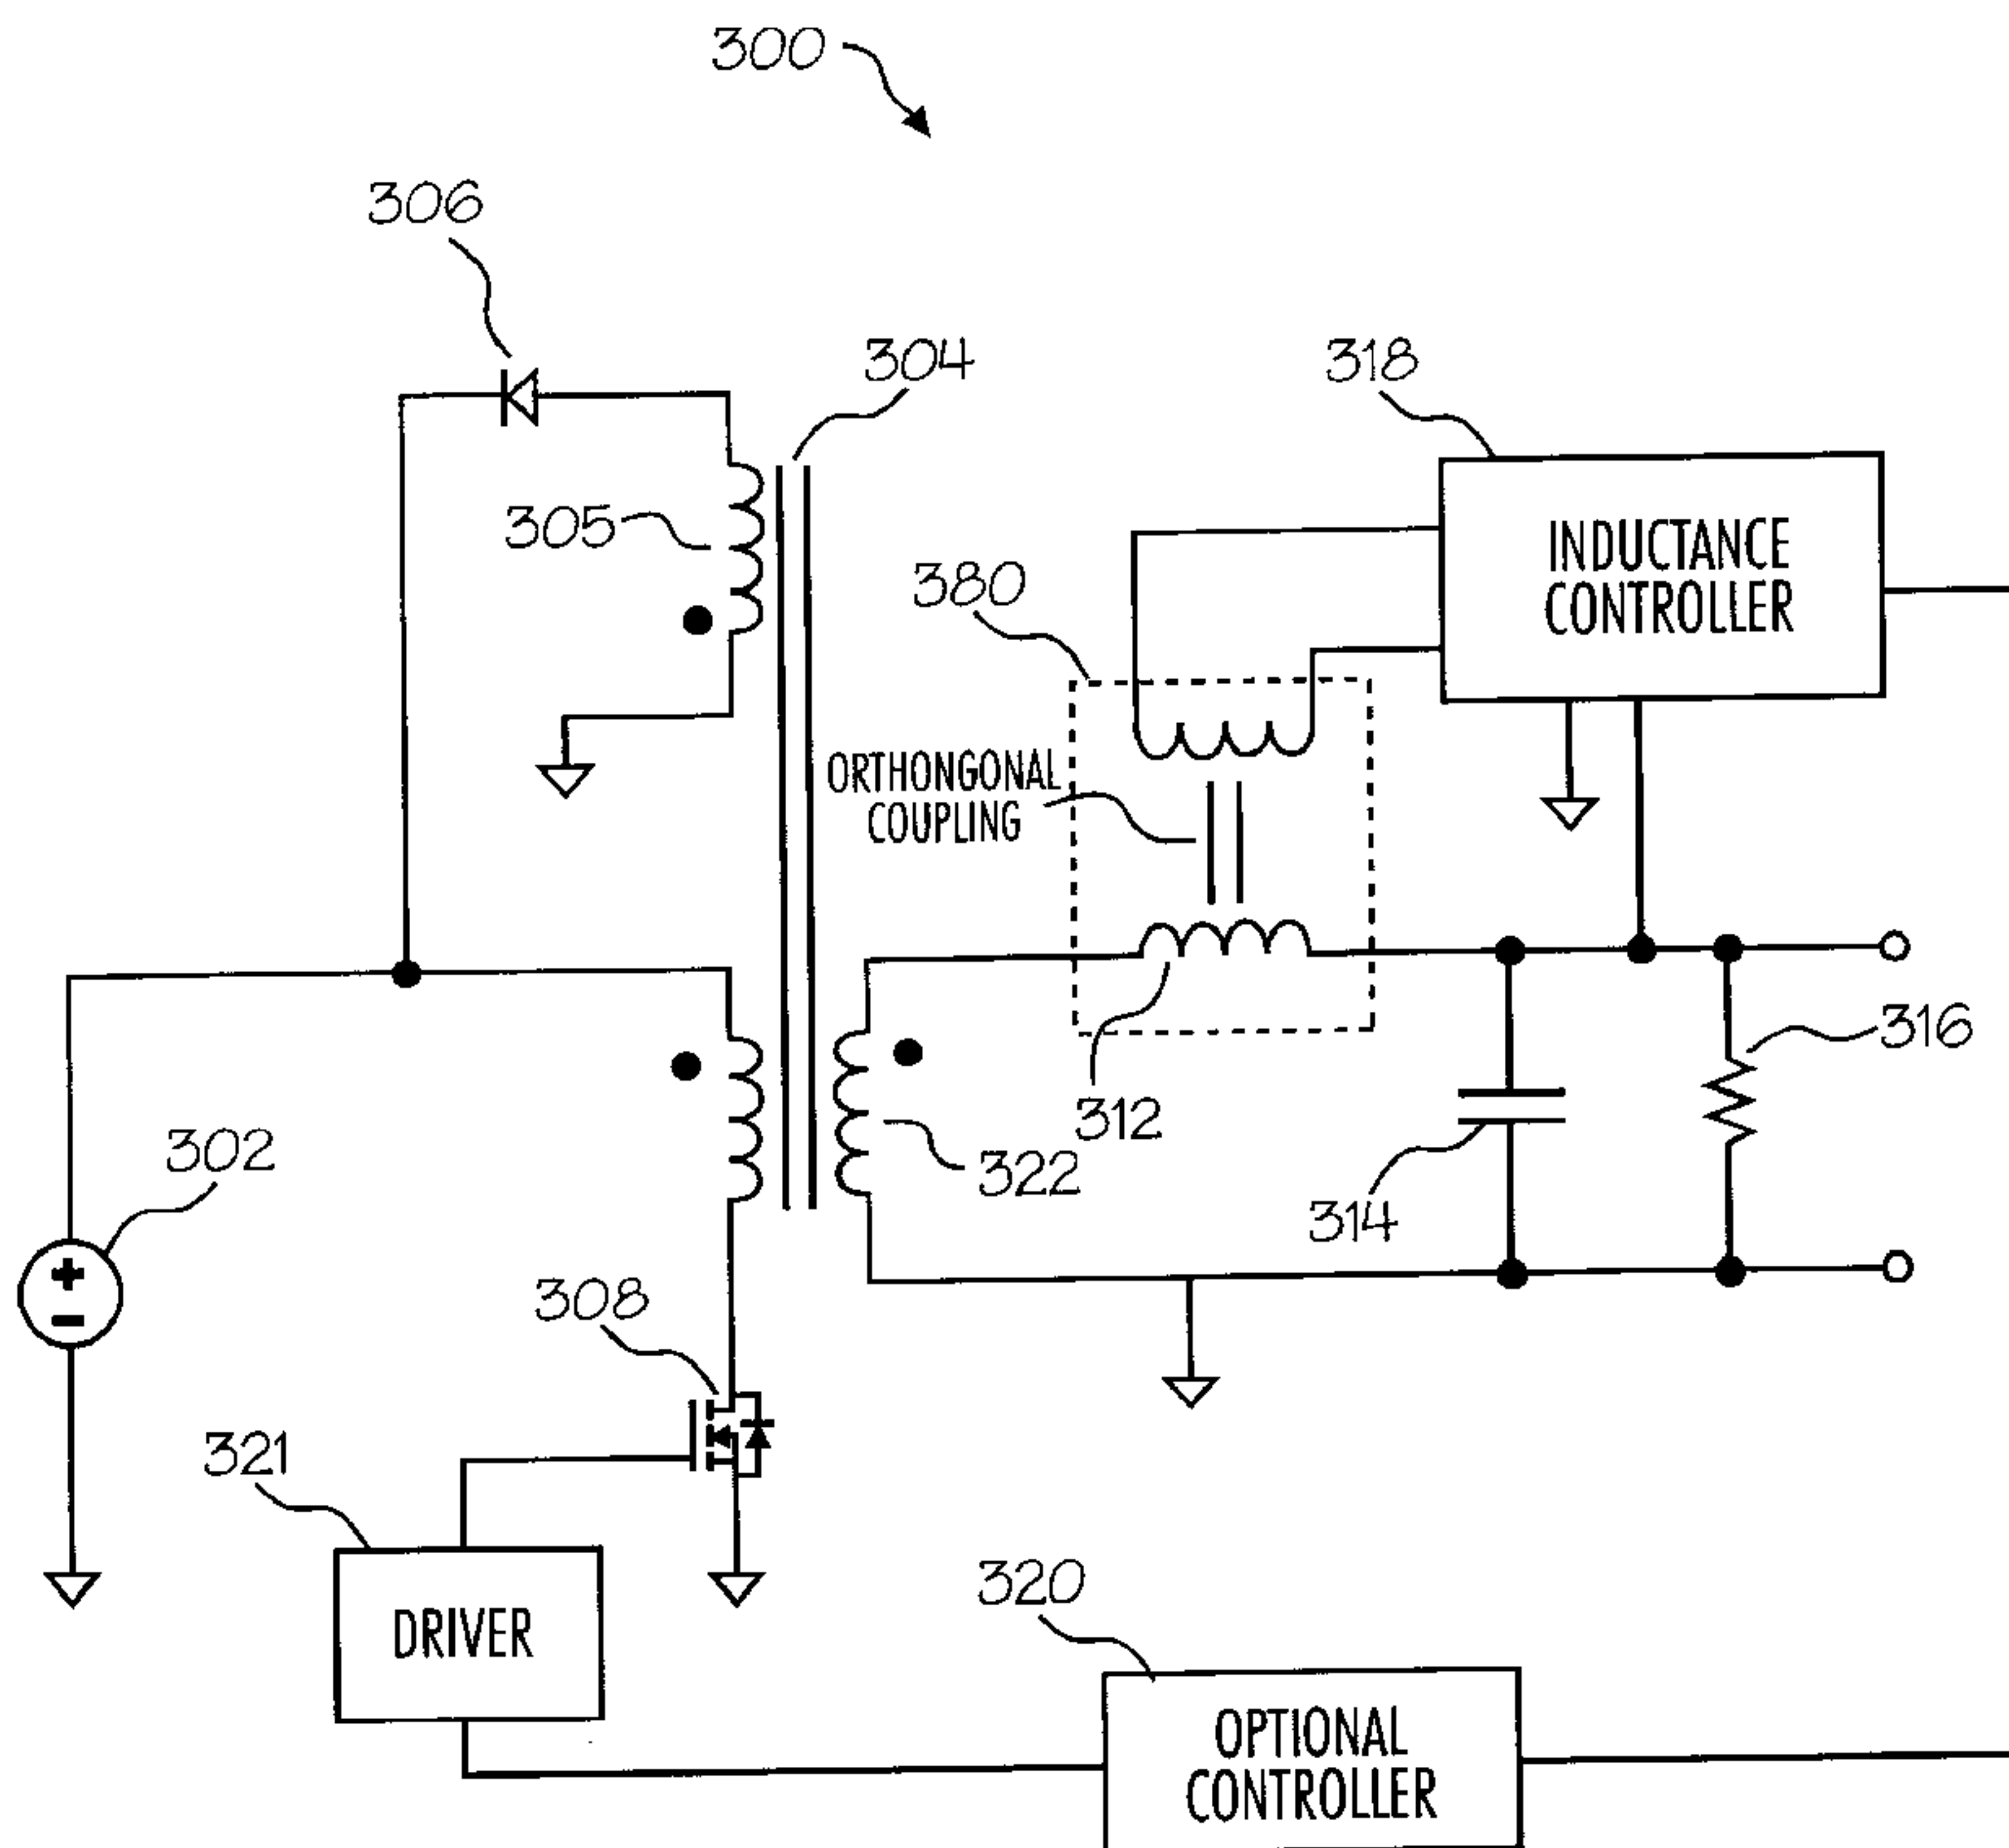 300
306
304
318
305
INDUCTANCE
CONTROLLER
380
ORTHONGONAL
COUPLING
316
312
302
322
314
308
321
320
DRIVER
OPTIONAL
CONTROLLER